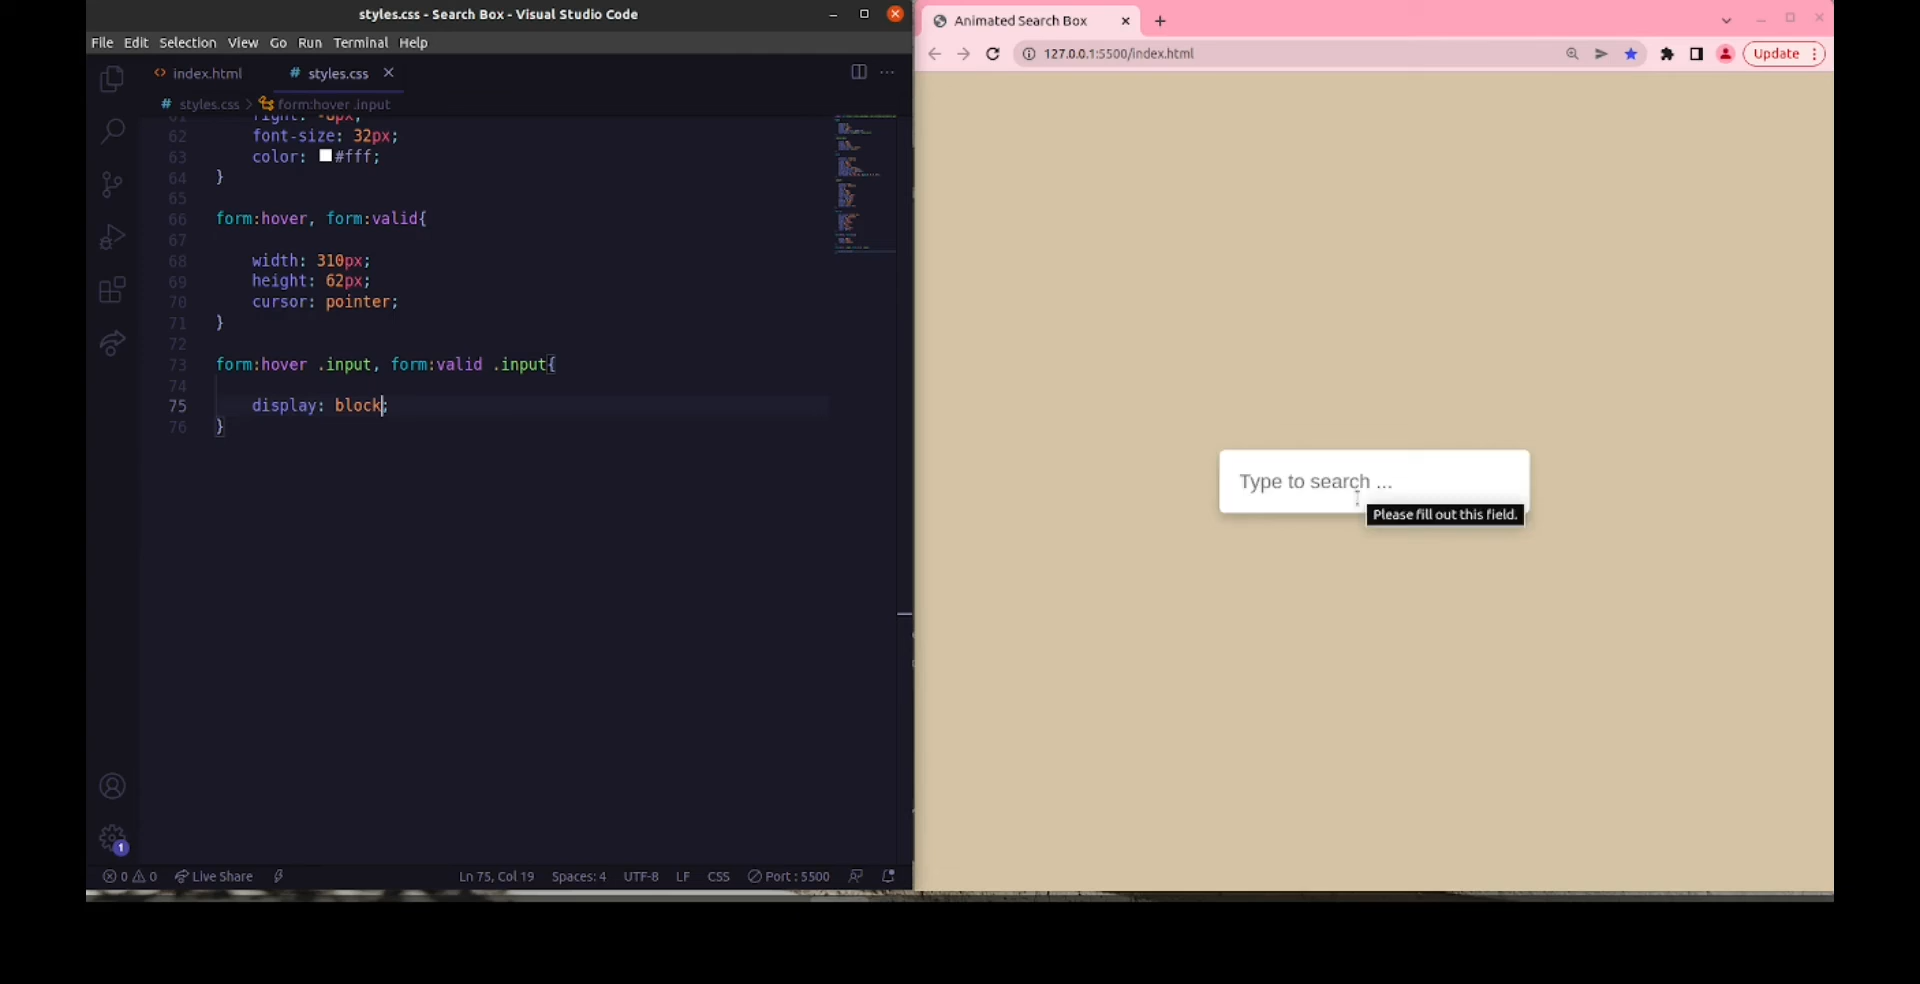 styles.css - Search Box - Visual Studio Code
File Edit Selection View Go Run Terminal Help
index.html # styles.css
# styles.css > form:hover .input
61 right: -8px;
62 font-size: 32px;
63 color: #fff;
64 }
65
66 form:hover, form:valid{
67
68 width: 310px;
69 height: 62px;
70 cursor: pointer;
71 }
72
73 form:hover .input, form:valid .input{
74
75 display: block;
76 }
1
0 0 Live Share Ln 75, Col 19 Spaces: 4 UTF-8 LF CSS Port : 5500
Animated Search Box
127.0.0.1:5500/index.html Update
Type to search ...
Please fill out this field.